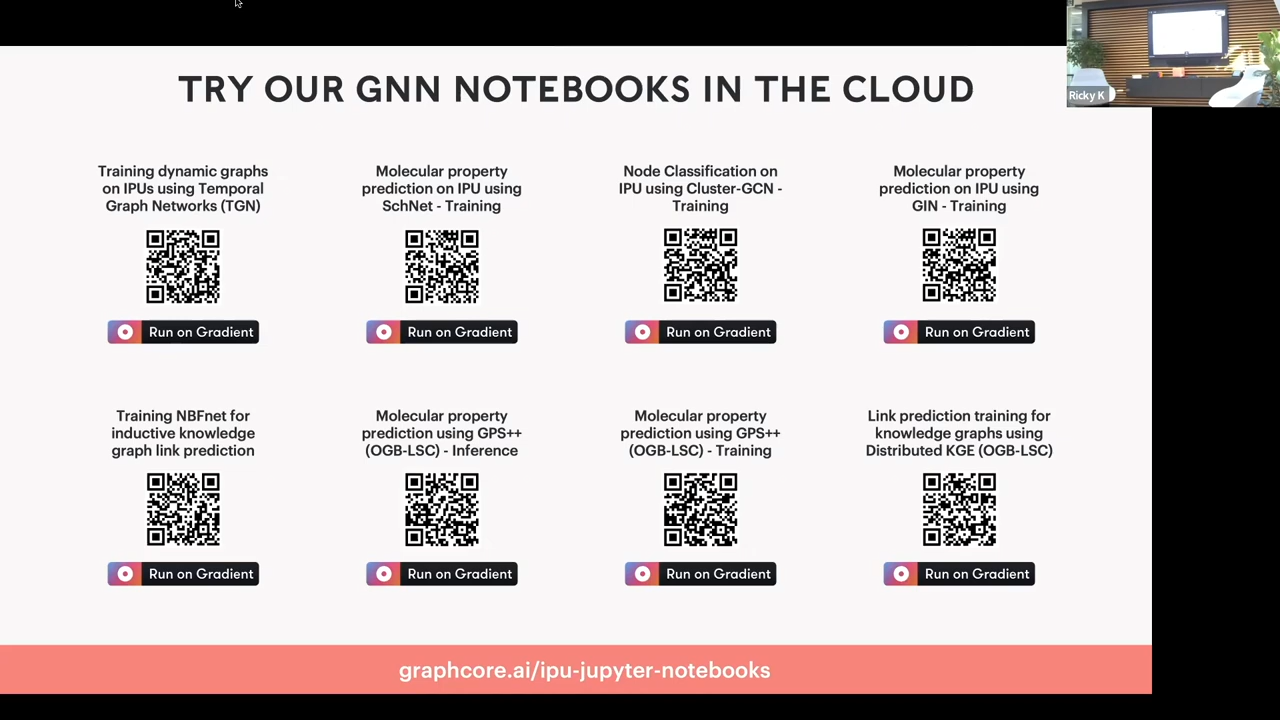 TRY OUR GNN NOTEBOOKS IN THE CLOUD
Ricky K
Training dynamic graphs
on IPUs using Temporal
Graph Networks (TGN)
Run on Gradient
Molecular property
prediction on IPU using
SchNet - Training
Run on Gradient
Node Classification on
IPU using Cluster-GCN -
Training
Run on Gradient
Molecular property
prediction on IPU using
GIN - Training
Run on Gradient
Training NBFnet for
inductive knowledge
graph link prediction
Run on Gradient
Molecular property
prediction using GPS++
(OGB-LSC) - Inference
Run on Gradient
Molecular property
prediction using GPS++
(OGB-LSC) - Training
Run on Gradient
Link prediction training for
knowledge graphs using
Distributed KGE (OGB-LSC)
Run on Gradient
graphcore.ai/ipu-jupyter-notebooks